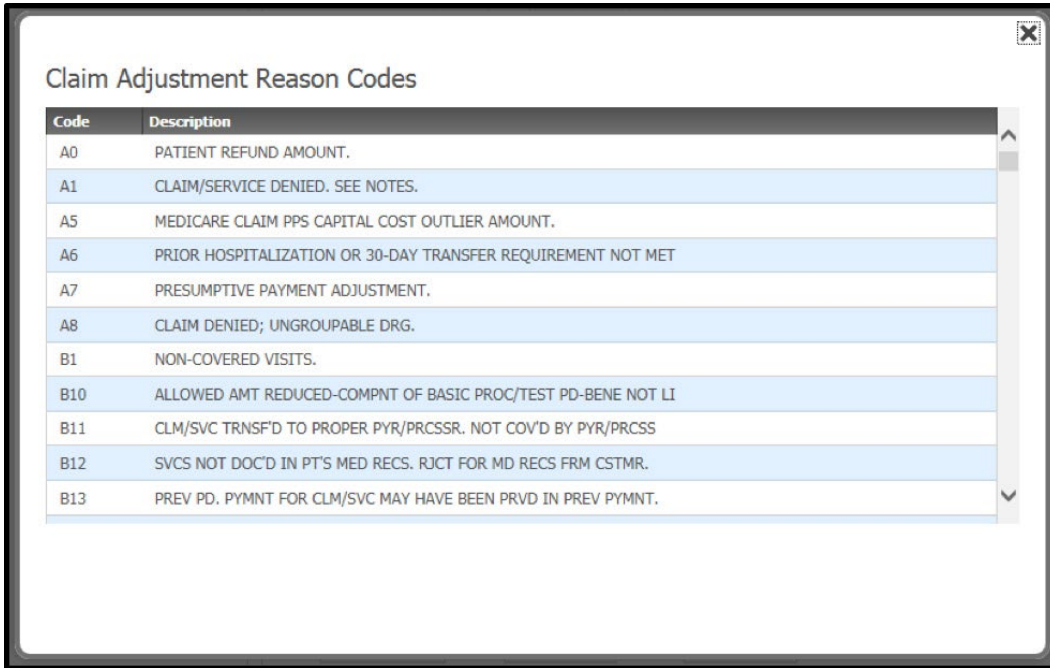 Claim Adjustment Reason Codes
Code Description
A0 PATIENT REFUND AMOUNT.
A1 CLAIM/SERVICE DENIED. SEE NOTES.
A5 MEDICARE CLAIM PPS CAPITAL COST OUTLIER AMOUNT.
A6 PRIOR HOSPITALIZATION OR 30-DAY TRANSFER REQUIREMENT NOT MET
A7 PRESUMPTIVE PAYMENT ADJUSTMENT.
A8 CLAIM DENIED; UNGROUPABLE DRG.
B1 NON-COVERED VISITS.
B10 ALLOWED AMT REDUCED-COMPNT OF BASIC PROC/TEST PD-BENE NOT LI
B11 CLM/SVC TRNSF'D TO PROPER PYR/PRCSSR. NOT COV'D BY PYR/PRCSS
B12 SVCS NOT DOC'D IN PT'S MED RECS. RJCT FOR MD RECS FRM CSTMR.
B13 PREV PD. PYMNT FOR CLM/SVC MAY HAVE BEEN PRVD IN PREV PYMNT.